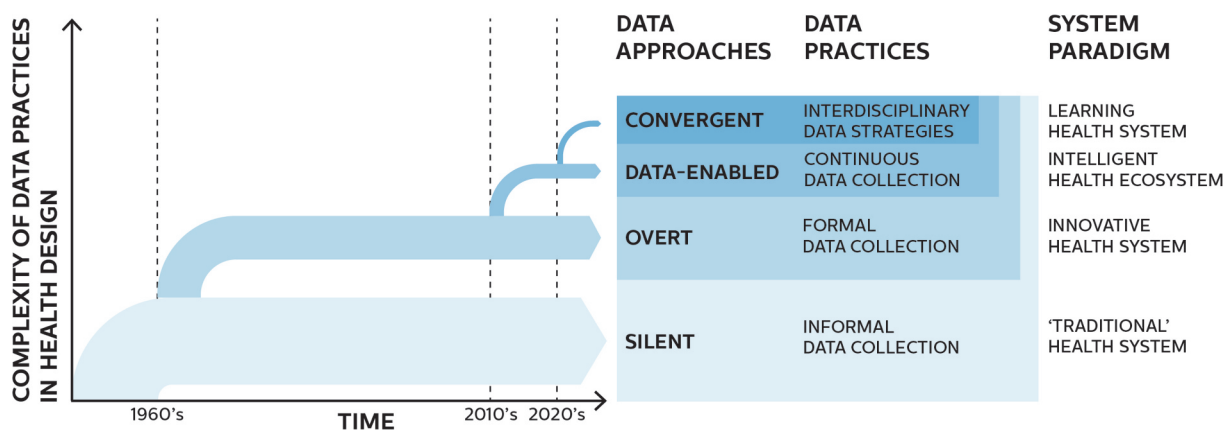 COMPLEXITY OF DATA PRACTICES
IN HEALTH DESIGN
1960's
TIME
2010's
2020's
DATA
APPROACHES
DATA
PRACTICES
SYSTEM
PARADIGM
CONVERGENT
INTERDISCIPLINARY
DATA STRATEGIES
LEARNING
HEALTH SYSTEM
DATA-ENABLED
CONTINUOUS
DATA COLLECTION
INTELLIGENT
HEALTH ECOSYSTEM
OVERT
FORMAL
DATA COLLECTION
INNOVATIVE
HEALTH SYSTEM
SILENT
INFORMAL
DATA COLLECTION
‘TRADITIONAL’
HEALTH SYSTEM